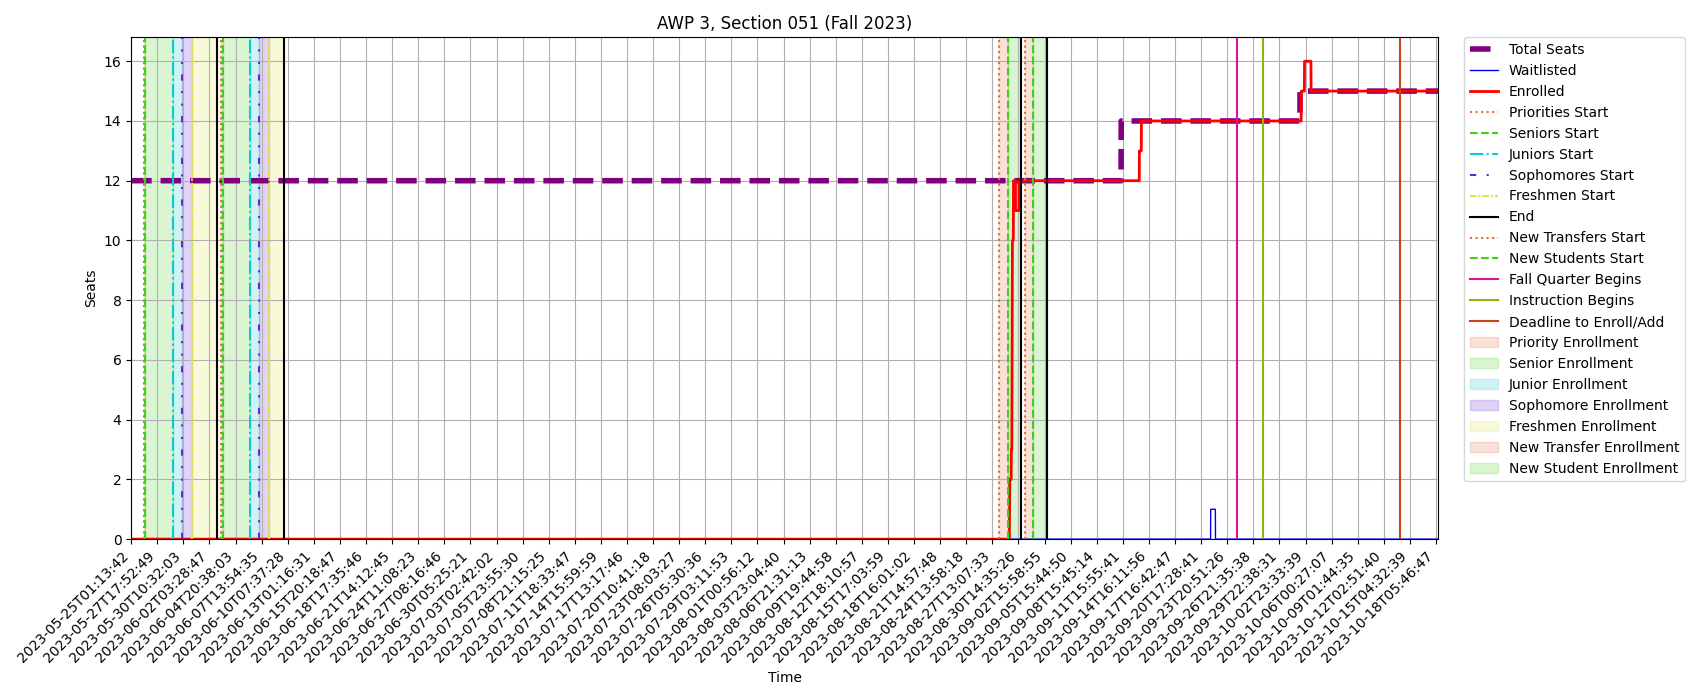 AWP 3, Section 051 (Fall 2023)
Seats
16
14
12
10
8
6
4
2
0
2023-05-25T01:13:42
2023-05-27T17:52:49
2023-05-30T10:32:03
2023-06-02T03:28:47
2023-06-04T20:38:03
2023-06-07T13:54:35
2023-06-10T07:37:28
2023-06-13T01:16:31
2023-06-15T20:18:47
2023-06-18T17:35:46
2023-06-21T14:12:45
2023-06-24T11:08:23
2023-06-27T08:16:46
2023-06-30T05:25:21
2023-07-03T02:42:02
2023-07-05T23:55:30
2023-07-08T21:15:25
2023-07-11T18:33:47
2023-07-14T15:59:59
2023-07-17T13:17:46
2023-07-20T10:41:18
2023-07-23T08:03:27
2023-07-26T05:30:36
2023-07-29T03:11:53
2023-08-01T00:56:12
2023-08-03T23:04:40
2023-08-06T21:31:13
2023-08-09T19:44:58
2023-08-12T18:10:57
2023-08-15T17:03:59
2023-08-18T16:01:02
2023-08-21T14:57:48
2023-08-24T13:58:18
2023-08-27T13:07:33
2023-08-30T14:35:26
2023-09-02T15:58:55
2023-09-05T15:44:50
2023-09-08T15:45:14
2023-09-11T15:55:41
2023-09-14T16:11:56
2023-09-17T16:42:47
2023-09-20T17:28:41
2023-09-23T20:51:26
2023-09-26T21:35:38
2023-09-29T22:38:31
2023-10-02T23:33:39
2023-10-06T00:27:07
2023-10-09T01:44:35
2023-10-12T02:51:40
2023-10-15T04:32:39
2023-10-18T05:46:47
Time
Total Seats
Waitlisted
Enrolled
Priorities Start
Seniors Start
Juniors Start
Sophomores Start
Freshmen Start
End
New Transfers Start
New Students Start
Fall Quarter Begins
Instruction Begins
Deadline to Enroll/Add
Priority Enrollment
Senior Enrollment
Junior Enrollment
Sophomore Enrollment
Freshmen Enrollment
New Transfer Enrollment
New Student Enrollment